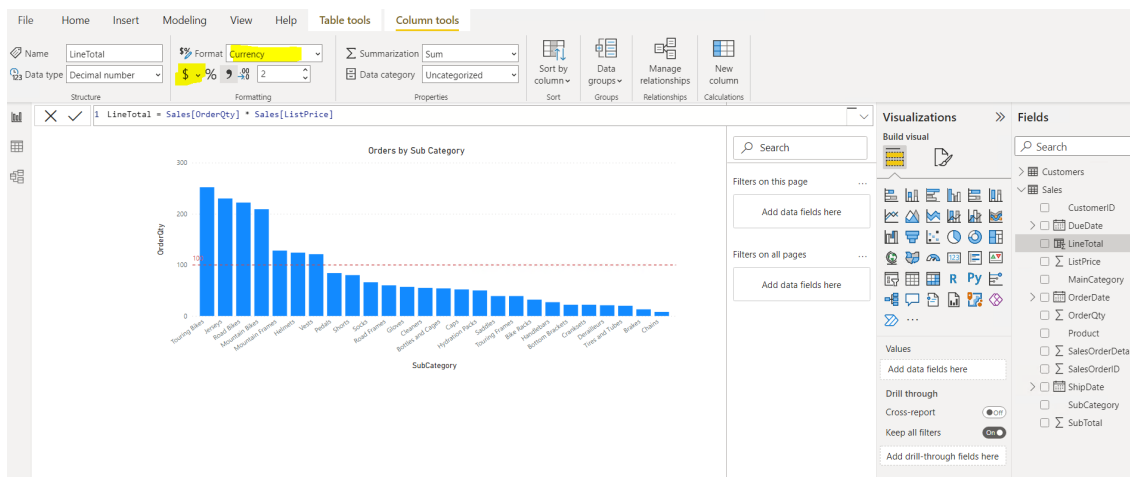 File Home Insert Modeling View Help Table tools Column tools
Name LineTotal
$% Format Currency
Summarization Sum
Data type Decimal number
$ % 9 .00 2
Data category Uncategorized
Sort by column
Data groups
Manage relationships
New column
Structure Formatting Properties Sort Groups Relationships Calculations
1 LineTotal = Sales[OrderQty] * Sales[ListPrice]
Orders by Sub Category
300
200
100
0
OrderQty
Touring Bikes
Jerseys
Road Bikes
Mountain Bikes
Mountain Frames
Helmets
Vests
Pedals
Shorts
Socks
Road Frames
Gloves
Cleaners
Bottles and Cages
Caps
Hydration Packs
Saddles
Touring Frames
Bike Racks
Handlebars
Bottom Brackets
Cranksets
Derailleurs
Tires and Tubes
Brakes
Chains
SubCategory
Search
Filters on this page ...
Add data fields here
Filters on all pages ...
Add data fields here
Visualizations
Build visual
R Py
123
...
Values
Add data fields here
Drill through
Cross-report Off
Keep all filters On
Add drill-through fields here
Fields
Search
Customers
Sales
CustomerID
DueDate
LineTotal
ListPrice
MainCategory
OrderDate
OrderQty
Product
SalesOrderDeta
SalesOrderID
ShipDate
SubCategory
SubTotal